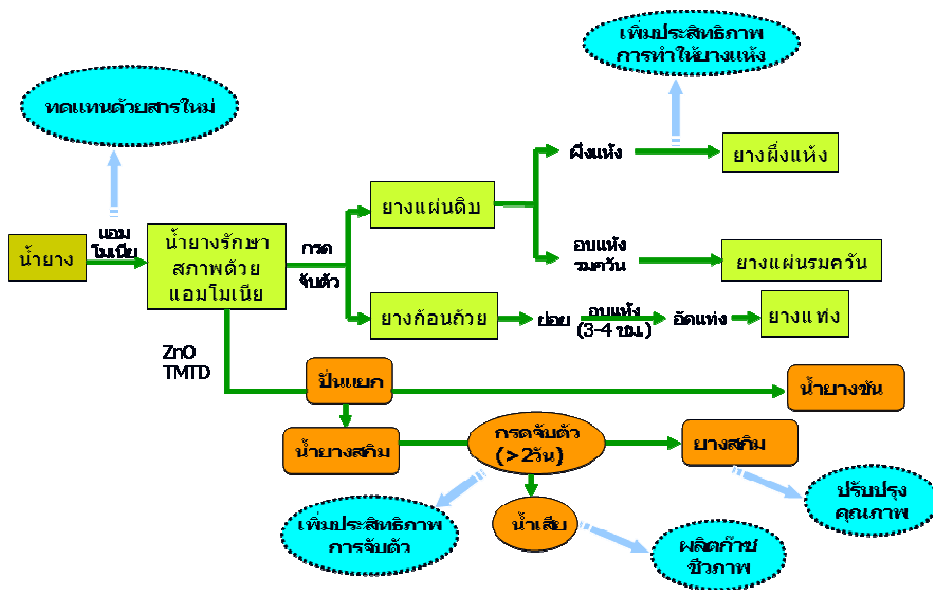 เพิ่มประสิทธิภาพ
การทำให้ยางแห้ง
ทดแทนด้วยสารใหม่
ผึ่งแห้ง
ยางผึ่งแห้ง
ยางแผ่นดิบ
น้ำยาง
แอม
โมเนีย
น้ำยางรักษา
สภาพด้วย
แอมโมเนีย
กรด
จับตัว
อบแห้ง
รมควัน
ยางแผ่นรมควัน
ยางก้อนถ้วย
ย่อย
อบแห้ง
(3-4 ชม.)
อัดแท่ง
ยางแท่ง
ZnO
TMTD
ปั่นแยก
น้ำยางข้น
น้ำยางสกิม
กรดจับตัว
(>2วัน)
ยางสกิม
ปรับปรุง
คุณภาพ
เพิ่มประสิทธิภาพ
การจับตัว
น้ำเสีย
ผลิตก๊าซ
ชีวภาพ